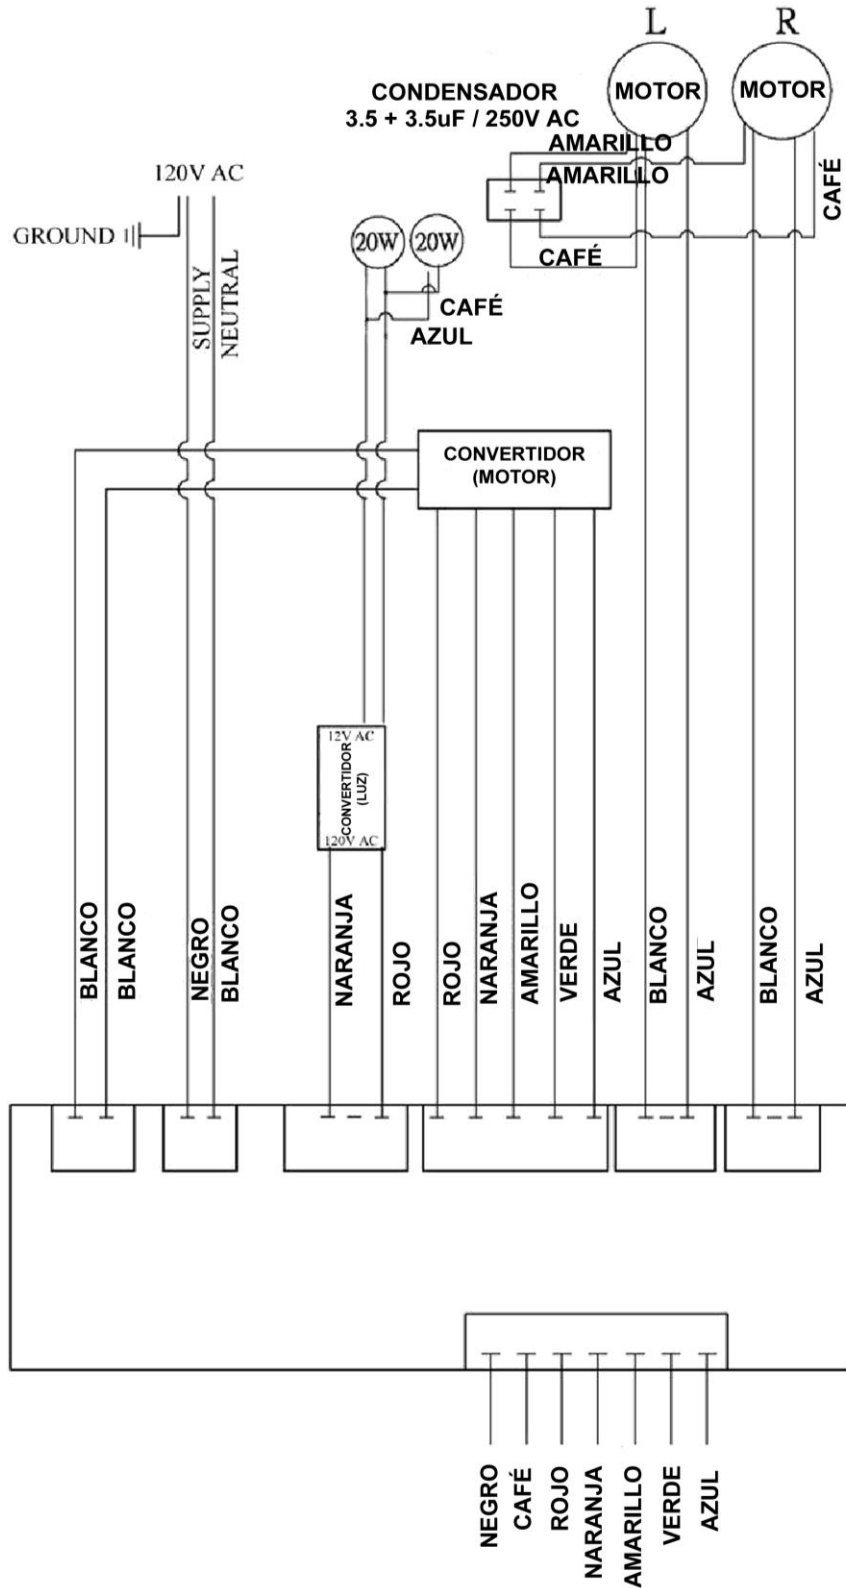 L
R
MOTOR
MOTOR
CONDENSADOR
3.5 + 3.5uF / 250V AC
AMARILLO
AMARILLO
CAFÉ
CAFÉ
120V AC
GROUND
SUPPLY
NEUTRAL
20W
20W
CAFÉ
AZUL
CONVERTIDOR
(MOTOR)
12V AC
CONVERTIDOR
(LUZ)
120V AC
BLANCO
BLANCO
NEGRO
BLANCO
NARANJA
ROJO
ROJO
NARANJA
AMARILLO
VERDE
AZUL
BLANCO
AZUL
BLANCO
AZUL
NEGRO
CAFÉ
ROJO
NARANJA
AMARILLO
VERDE
AZUL